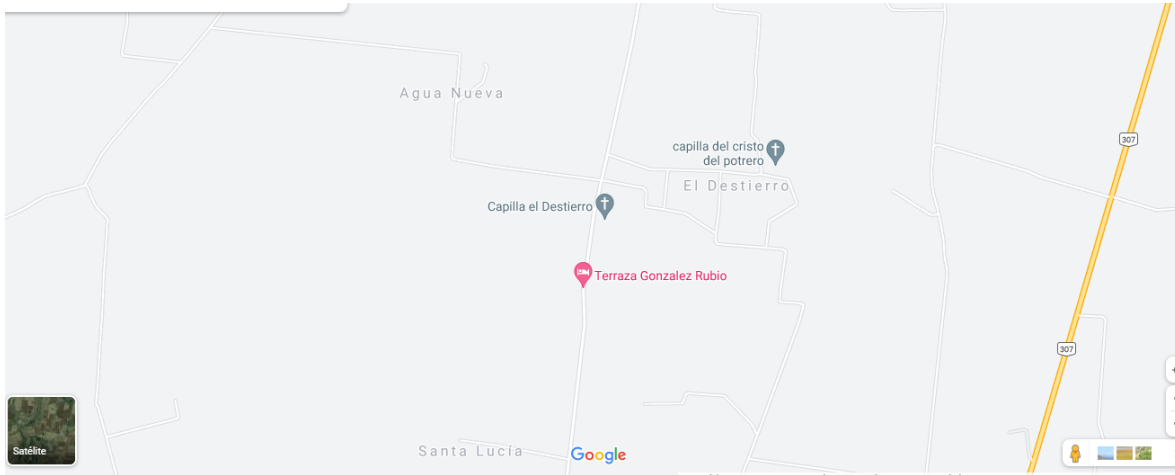 Agua Nueva
307
capilla del cristo
del potrero
El Destierro
Capilla el Destierro
Terraza Gonzalez Rubio
307
Satélite
Santa Lucía
Google